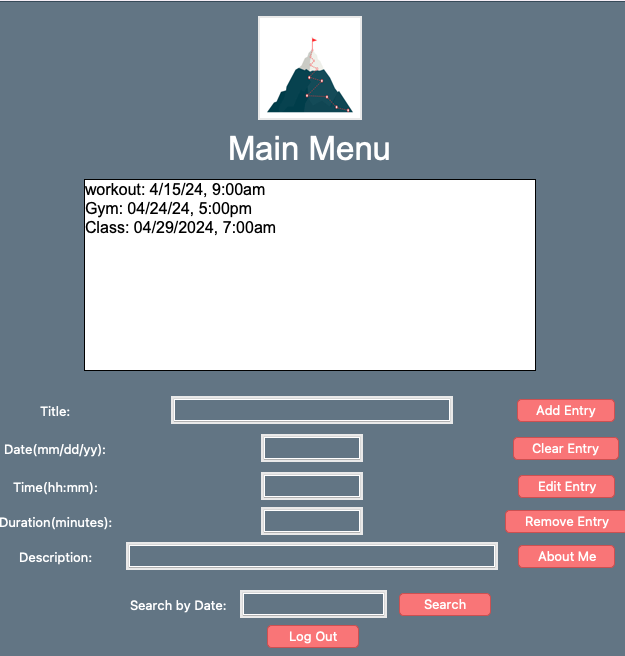 Main Menu
workout: 4/15/24, 9:00am
Gym: 04/24/24, 5:00pm
Class: 04/29/2024, 7:00am
Title:
Add Entry
Date(mm/dd/yy):
Clear Entry
Time(hh:mm):
Edit Entry
Duration(minutes):
Remove Entry
Description:
About Me
Search by Date:
Search
Log Out